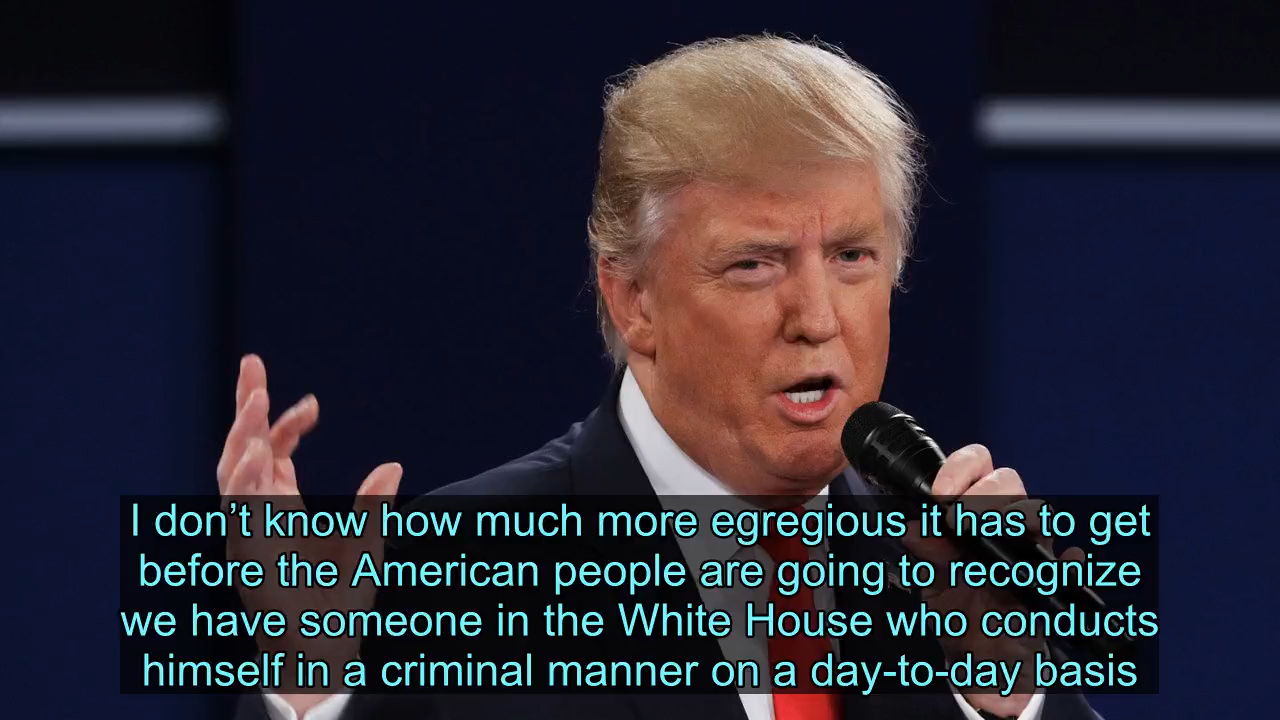 I don’t know how much more egregious it has to get
before the American people are going to recognize
we have someone in the White House who conducts
himself in a criminal manner on a day-to-day basis